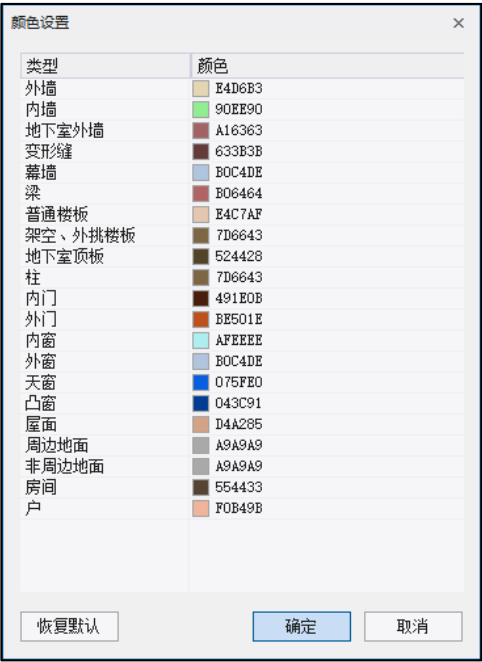 颜色设置
类型 颜色
外墙 E4D6B3
内墙 90EE90
地下室外墙 A16363
变形缝 633B3B
幕墙 B0C4DE
梁 B06464
普通楼板 E4C7AF
架空、外挑楼板 7D6643
地下室顶板 524428
柱 7D6643
内门 491E0B
外门 BE501E
内窗 AFEEEE
外窗 B0C4DE
天窗 075FE0
凸窗 043C91
屋面 D4A285
周边地面 A9A9A9
非周边地面 A9A9A9
房间 554433
户 F0B49B
恢复默认 确定 取消